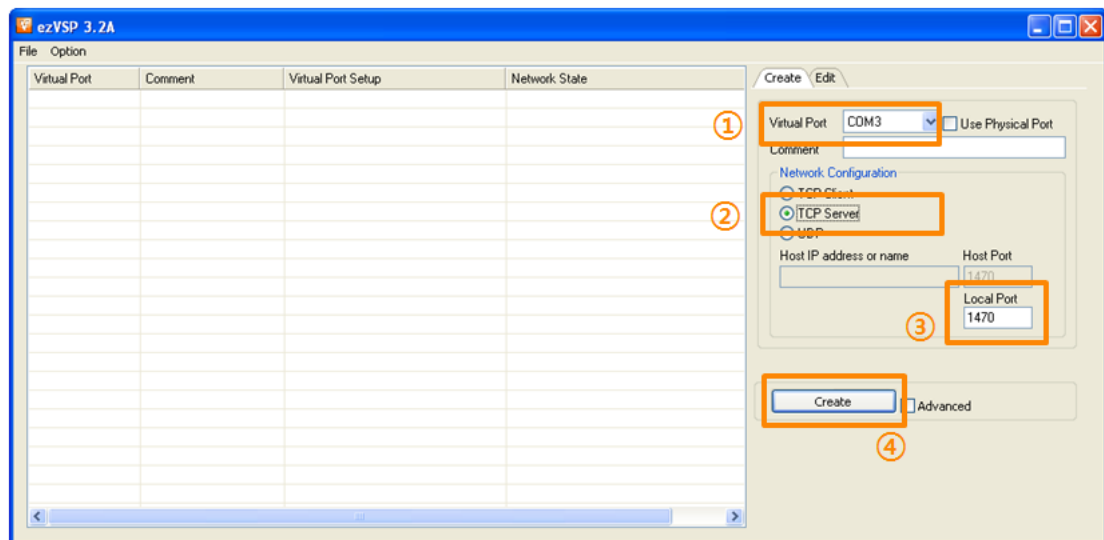 ezVSP 3.2A
File Option
Virtual Port Comment Virtual Port Setup Network State
Create Edit
① Virtual Port COM3 Use Physical Port
Comment
Network Configuration
TCP Client
② TCP Server
UDP
Host IP address or name Host Port
1470
Local Port
③ 1470
Create Advanced
④